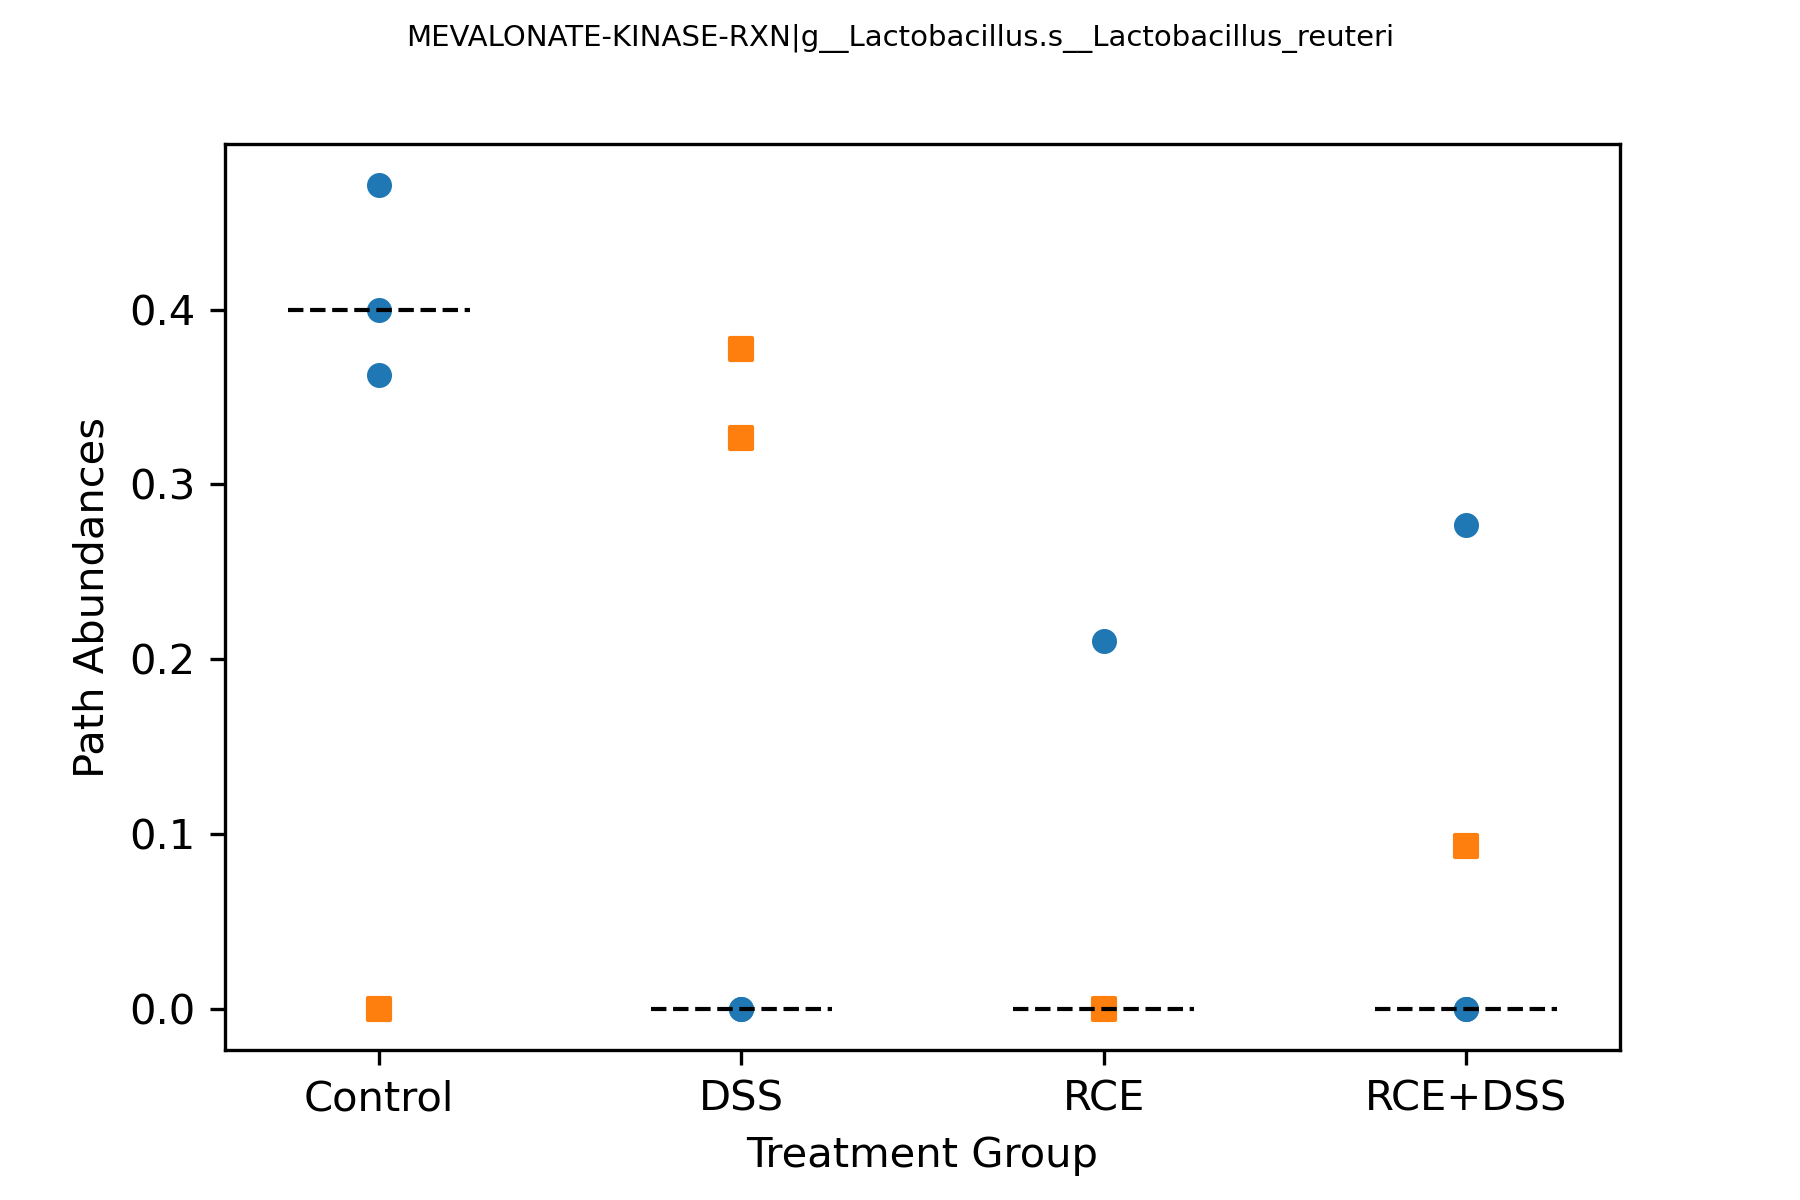 MEVALONATE-KINASE-RXN|g__Lactobacillus.s__Lactobacillus_reuteri
Path Abundances
0.4
0.3
0.2
0.1
0.0
Control DSS RCE RCE+DSS
Treatment Group